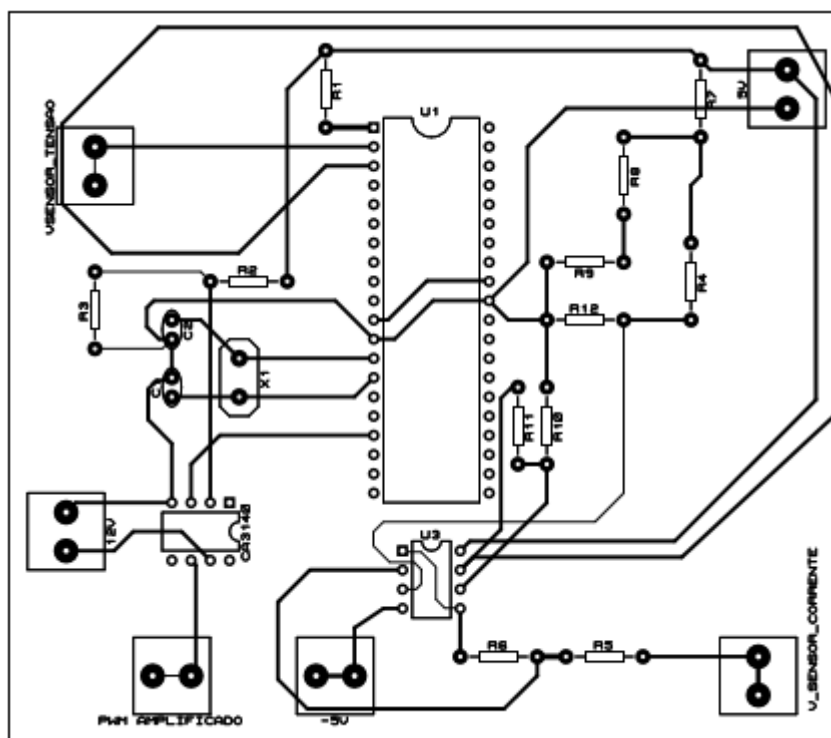 R1
U1
R7
5V
VSENSOR_TENSAO
R8
R2
R9
R4
R3
C2
R12
X1
C1
R11
R10
12V
CA3140
U3
R6
R5
V_SENSOR_CORRENTE
PWM AMPLIFICADO
-5V